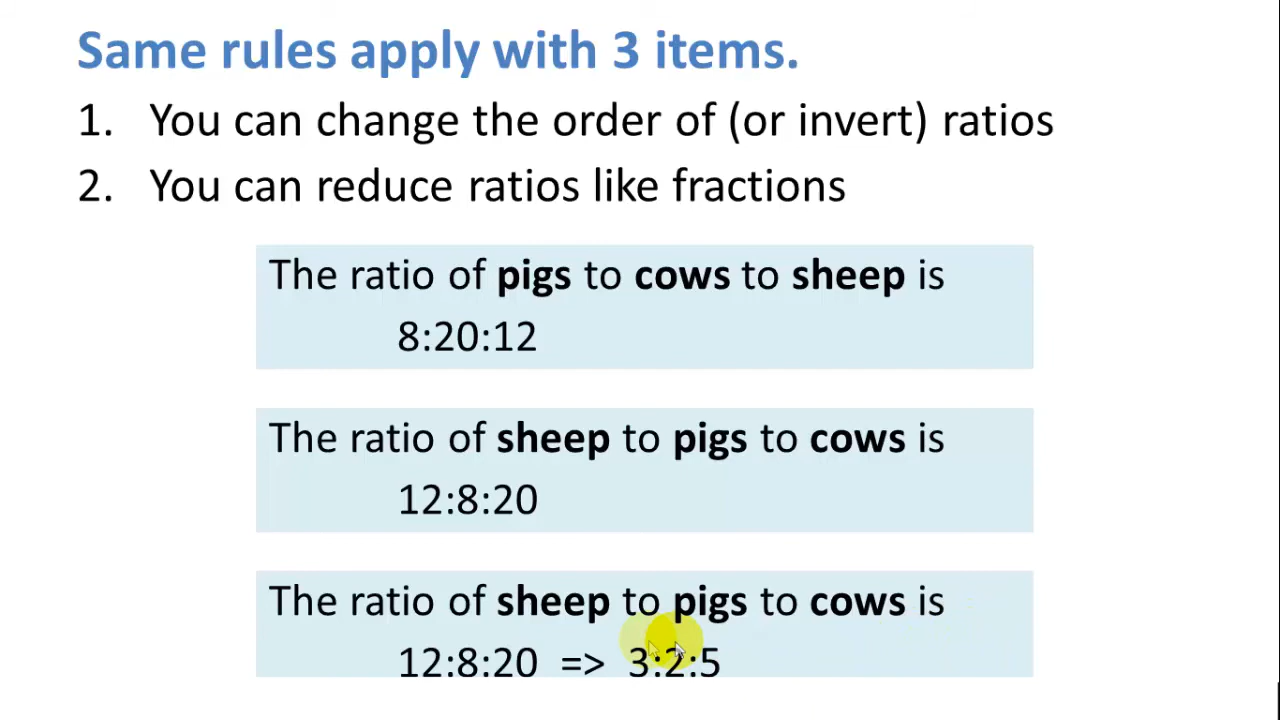 Same rules apply with 3 items.
1. You can change the order of (or invert) ratios
2. You can reduce ratios like fractions
The ratio of pigs to cows to sheep is
8:20:12
The ratio of sheep to pigs to cows is
12:8:20
The ratio of sheep to pigs to cows is
12:8:20 => 3:2:5